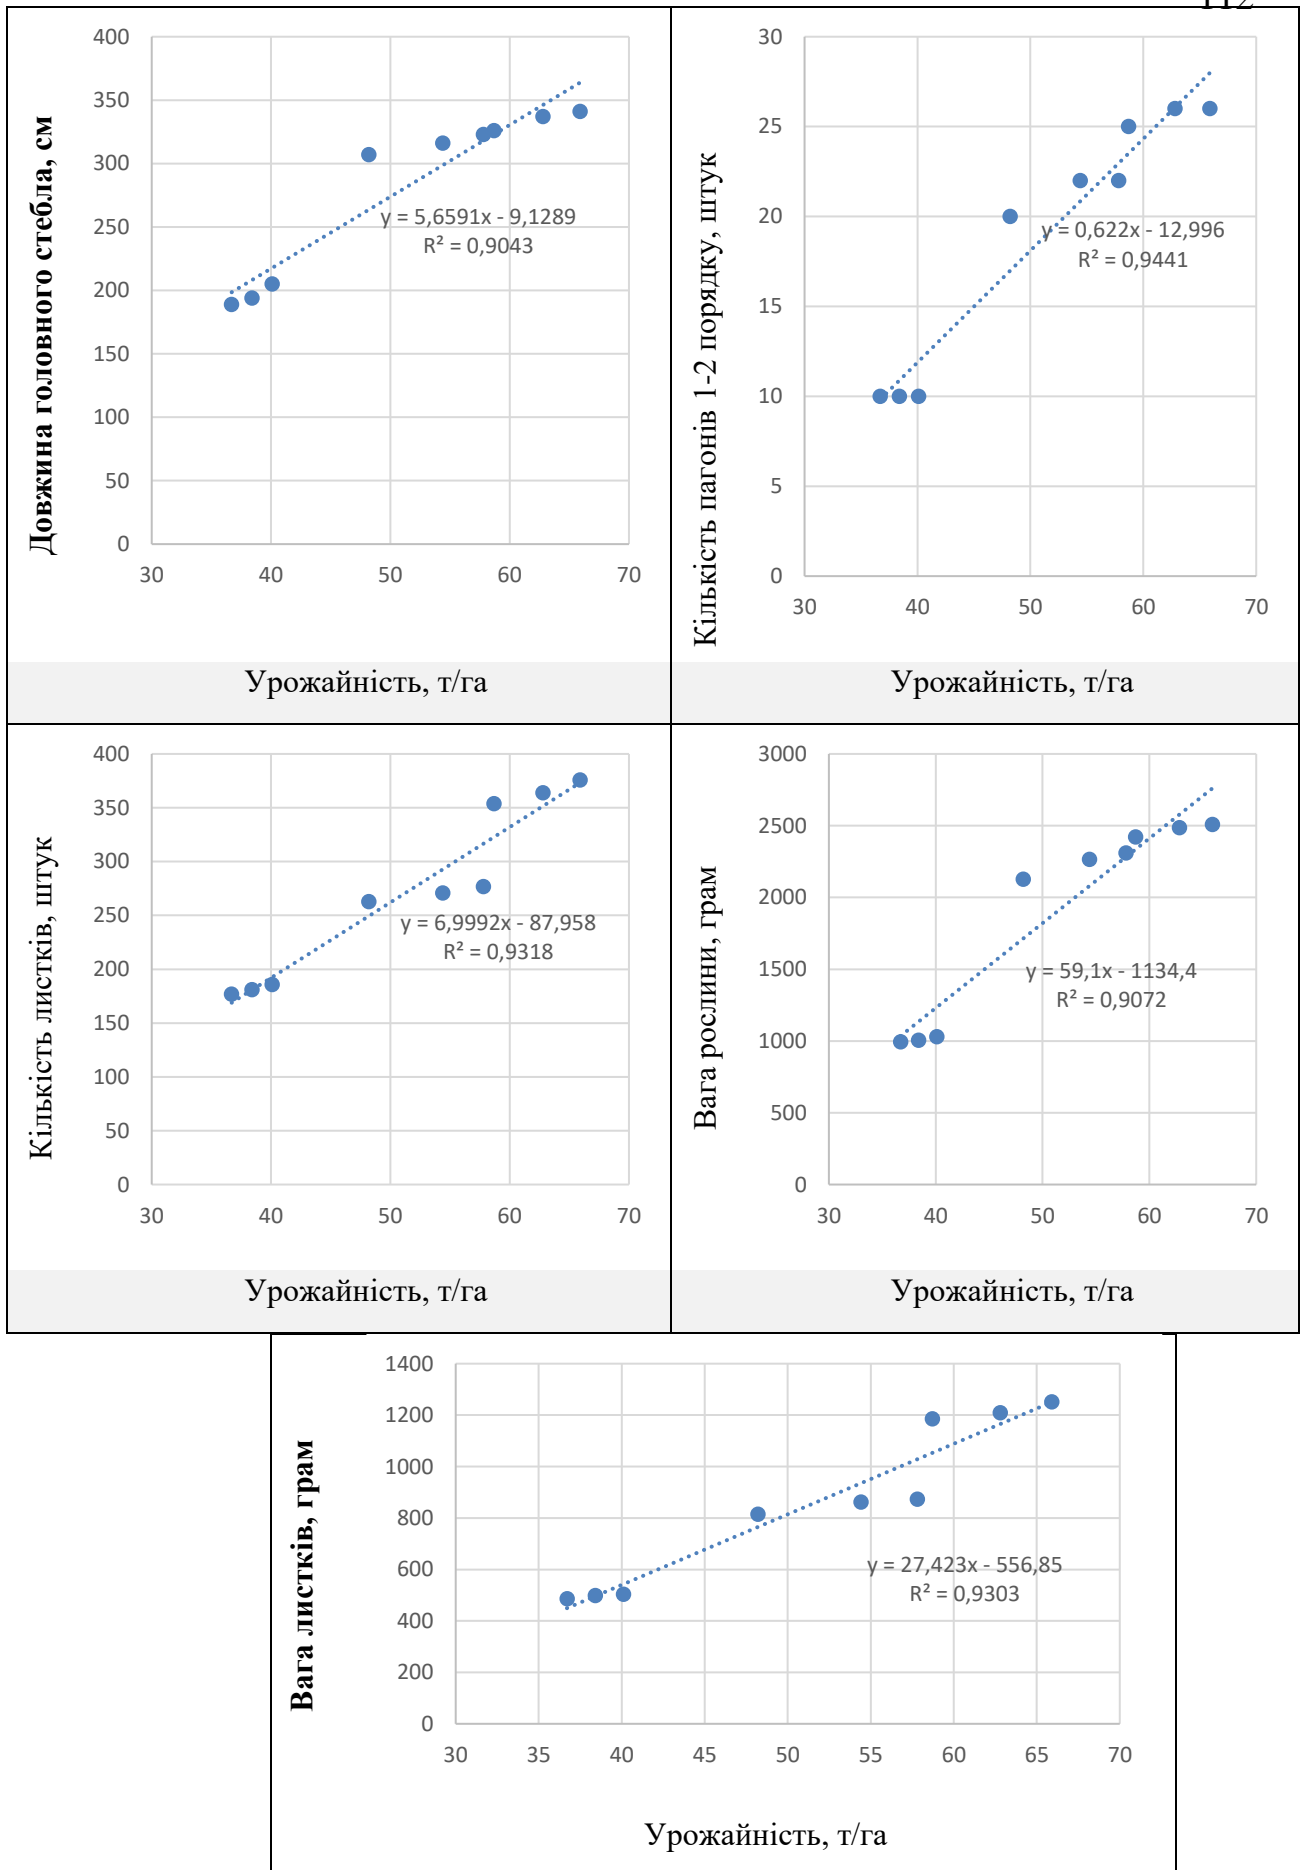 112
400
350
300
250
200
150
100
50
0
30 40 50 60 70
Довжина головного стебла, см
y = 5,6591x - 9,1289
R² = 0,9043
Урожайність, т/га
30
25
20
15
10
5
0
30 40 50 60 70
Кількість пагонів 1-2 порядку, штук
y = 0,622x - 12,996
R² = 0,9441
Урожайність, т/га
400
350
300
250
200
150
100
50
0
30 40 50 60 70
Кількість листків, штук
y = 6,9992x - 87,958
R² = 0,9318
Урожайність, т/га
3000
2500
2000
1500
1000
500
0
30 40 50 60 70
Вага рослини, грам
y = 59,1x - 1134,4
R² = 0,9072
Урожайність, т/га
1400
1200
1000
800
600
400
200
0
30 35 40 45 50 55 60 65 70
Вага листків, грам
y = 27,423x - 556,85
R² = 0,9303
Урожайність, т/га